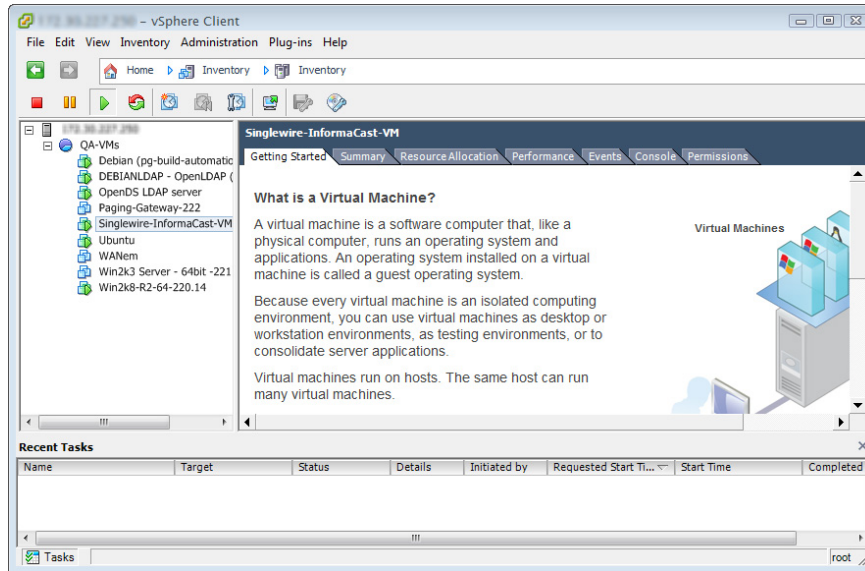 – vSphere Client
File Edit View Inventory Administration Plug-ins Help
Home Inventory Inventory
QA-VMs
Debian (pg-build-automatic
DEBIANLDAP - OpenLDAP (
OpenDS LDAP server
Paging-Gateway-222
Singlewire-InformaCast-VM
Ubuntu
WANem
Win2k3 Server - 64bit -221
Win2k8-R2-64-220.14
Singlewire-InformaCast-VM
Getting Started Summary Resource Allocation Performance Events Console Permissions
What is a Virtual Machine?
A virtual machine is a software computer that, like a
physical computer, runs an operating system and
applications. An operating system installed on a virtual
machine is called a guest operating system.
Because every virtual machine is an isolated computing
environment, you can use virtual machines as desktop or
workstation environments, as testing environments, or to
consolidate server applications.
Virtual machines run on hosts. The same host can run
many virtual machines.
Virtual Machines
Recent Tasks
Name Target Status Details Initiated by Requested Start Ti... Start Time Completed
Tasks
root